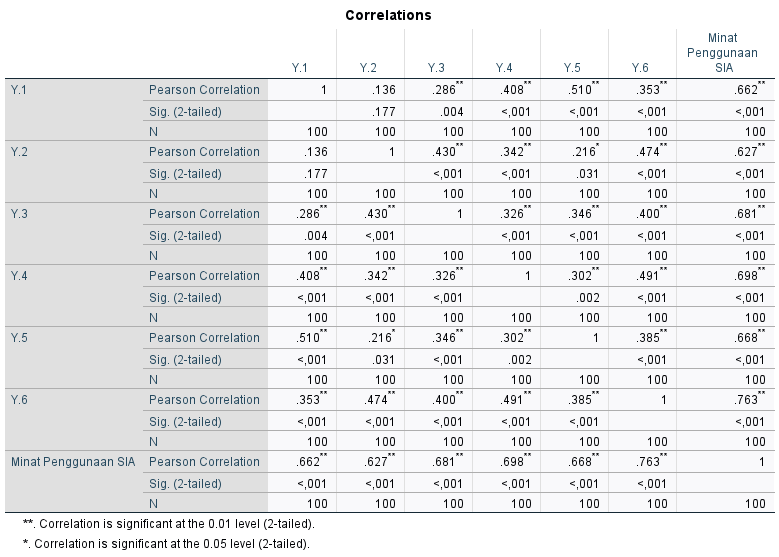 Correlations
Y.1 Y.2 Y.3 Y.4 Y.5 Y.6 Minat Penggunaan SIA
Y.1 Pearson Correlation 1 .136 .286** .408** .510** .353** .662**
Sig. (2-tailed) .177 .004 <,001 <,001 <,001 <,001
N 100 100 100 100 100 100 100
Y.2 Pearson Correlation .136 1 .430** .342** .216* .474** .627**
Sig. (2-tailed) .177 <,001 <,001 .031 <,001 <,001
N 100 100 100 100 100 100 100
Y.3 Pearson Correlation .286** .430** 1 .326** .346** .400** .681**
Sig. (2-tailed) .004 <,001 <,001 <,001 <,001 <,001
N 100 100 100 100 100 100 100
Y.4 Pearson Correlation .408** .342** .326** 1 .302** .491** .698**
Sig. (2-tailed) <,001 <,001 <,001 .002 <,001 <,001
N 100 100 100 100 100 100 100
Y.5 Pearson Correlation .510** .216* .346** .302** 1 .385** .668**
Sig. (2-tailed) <,001 .031 <,001 .002 <,001 <,001
N 100 100 100 100 100 100 100
Y.6 Pearson Correlation .353** .474** .400** .491** .385** 1 .763**
Sig. (2-tailed) <,001 <,001 <,001 <,001 <,001 <,001
N 100 100 100 100 100 100 100
Minat Penggunaan SIA Pearson Correlation .662** .627** .681** .698** .668** .763** 1
Sig. (2-tailed) <,001 <,001 <,001 <,001 <,001 <,001
N 100 100 100 100 100 100 100
**. Correlation is significant at the 0.01 level (2-tailed).
*. Correlation is significant at the 0.05 level (2-tailed).